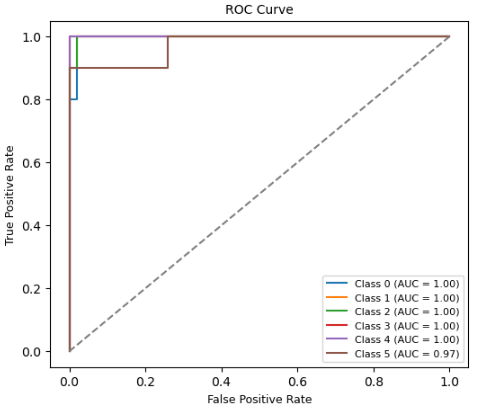 ROC Curve
1.0
0.8
0.6
0.4
0.2
0.0
True Positive Rate
0.0 0.2 0.4 0.6 0.8 1.0
False Positive Rate
Class 0 (AUC = 1.00)
Class 1 (AUC = 1.00)
Class 2 (AUC = 1.00)
Class 3 (AUC = 1.00)
Class 4 (AUC = 1.00)
Class 5 (AUC = 0.97)